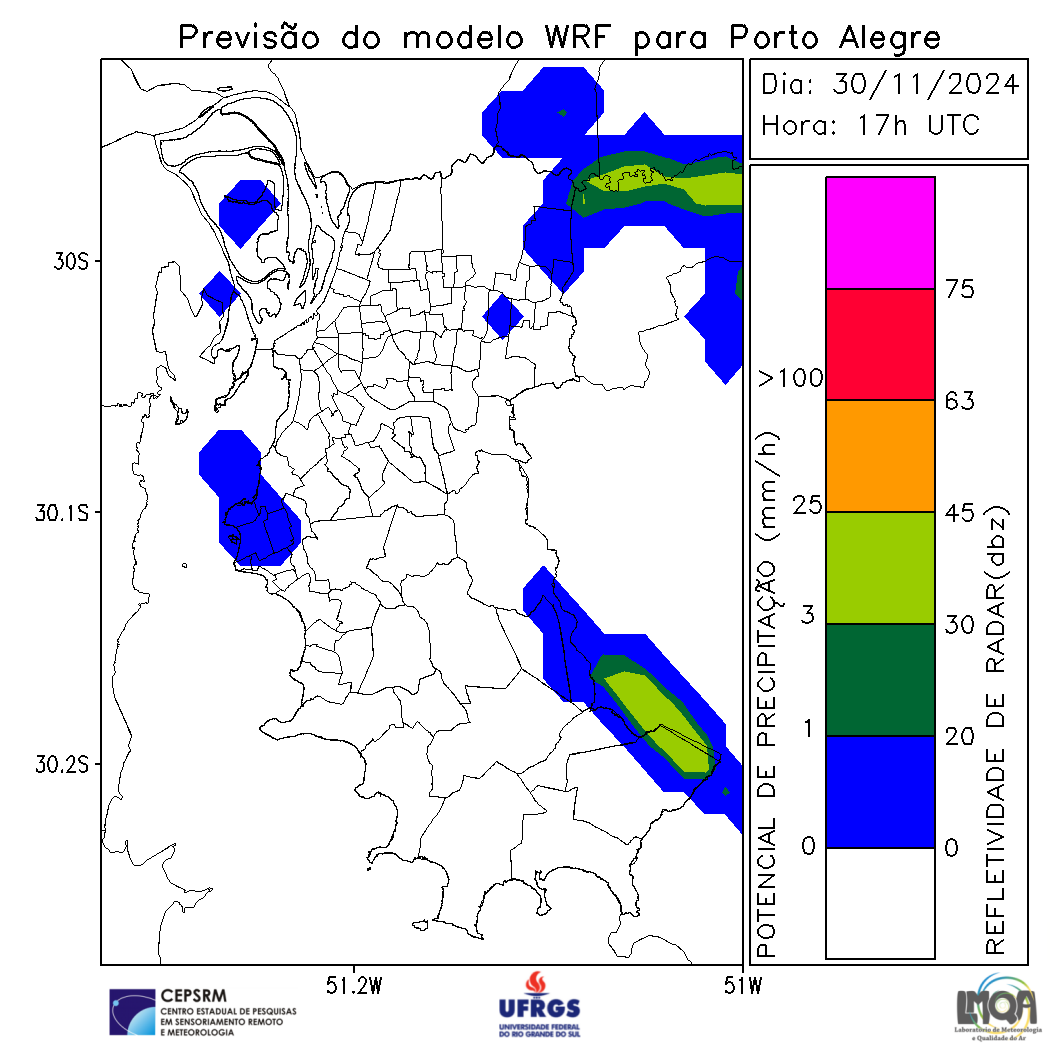 Previsão do modelo WRF para Porto Alegre
Dia: 30/11/2024
Hora: 17h UTC
30S
30.1S
30.2S
51.2W
51W
POTENCIAL DE PRECIPITAÇÃO (mm/h)
>100
25
3
1
0
75
63
45
30
20
0
REFLETIVIDADE DE RADAR(dbz)
CEPSRM
CENTRO ESTADUAL DE PESQUISAS
EM SENSORIAMENTO REMOTO
E METEOROLOGIA
UFRGS
UNIVERSIDADE FEDERAL
DO RIO GRANDE DO SUL
LMQA
Laboratório de Meteorologia
e Qualidade do Ar